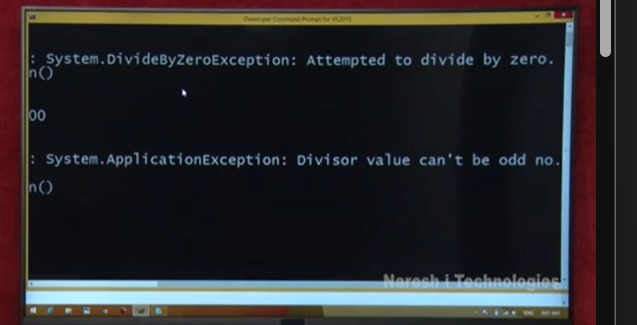 Developer Command Prompt for VS2015
: System.DivideByZeroException: Attempted to divide by zero.
n()
00
: System.ApplicationException: Divisor value can't be odd no.
n()
Naresh i Technologies